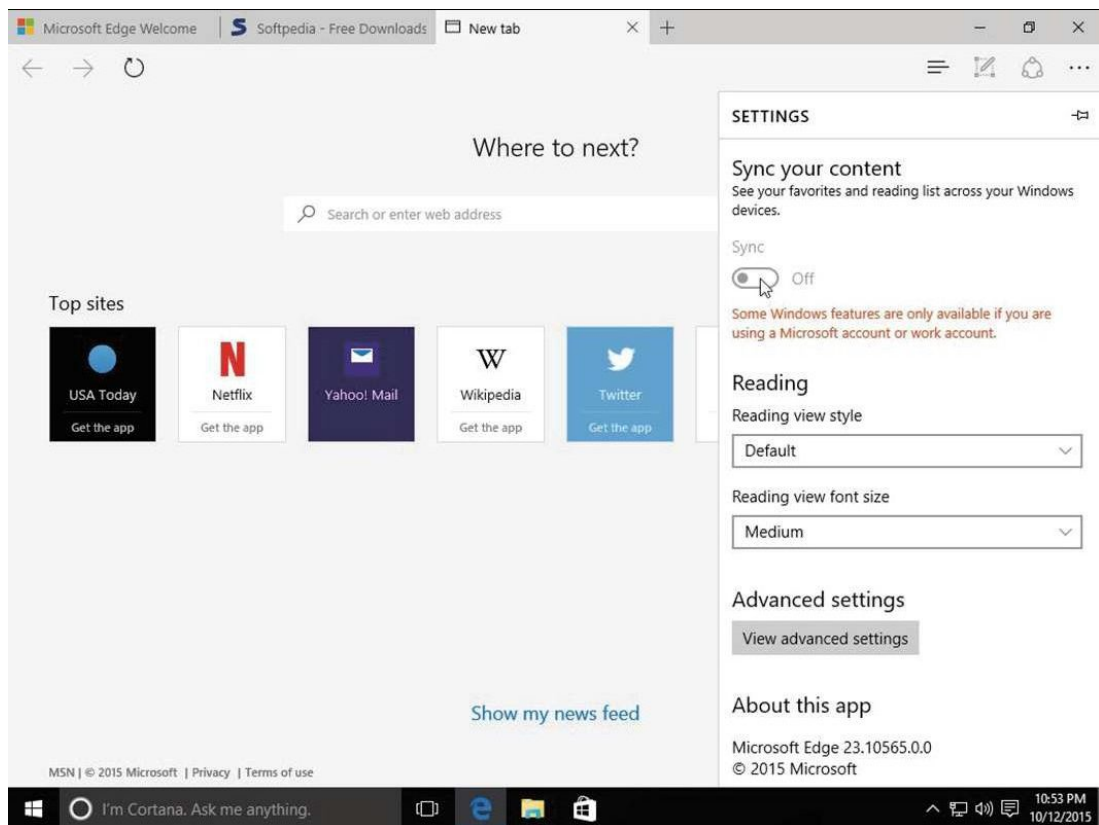 Microsoft Edge Welcome
S Softpedia - Free Downloads
New tab
SETTINGS
Where to next?
Search or enter web address
Sync your content
See your favorites and reading list across your Windows
devices.
Sync
Off
Some Windows features are only available if you are
using a Microsoft account or work account.
Top sites
USA Today
Get the app
N
Netflix
Get the app
Yahoo! Mail
W
Wikipedia
Get the app
Twitter
Get the app
Reading
Reading view style
Default
Reading view font size
Medium
Advanced settings
View advanced settings
Show my news feed
About this app
Microsoft Edge 23.10565.0.0
© 2015 Microsoft
MSN | © 2015 Microsoft | Privacy | Terms of use
I'm Cortana. Ask me anything.
10:53 PM
10/12/2015